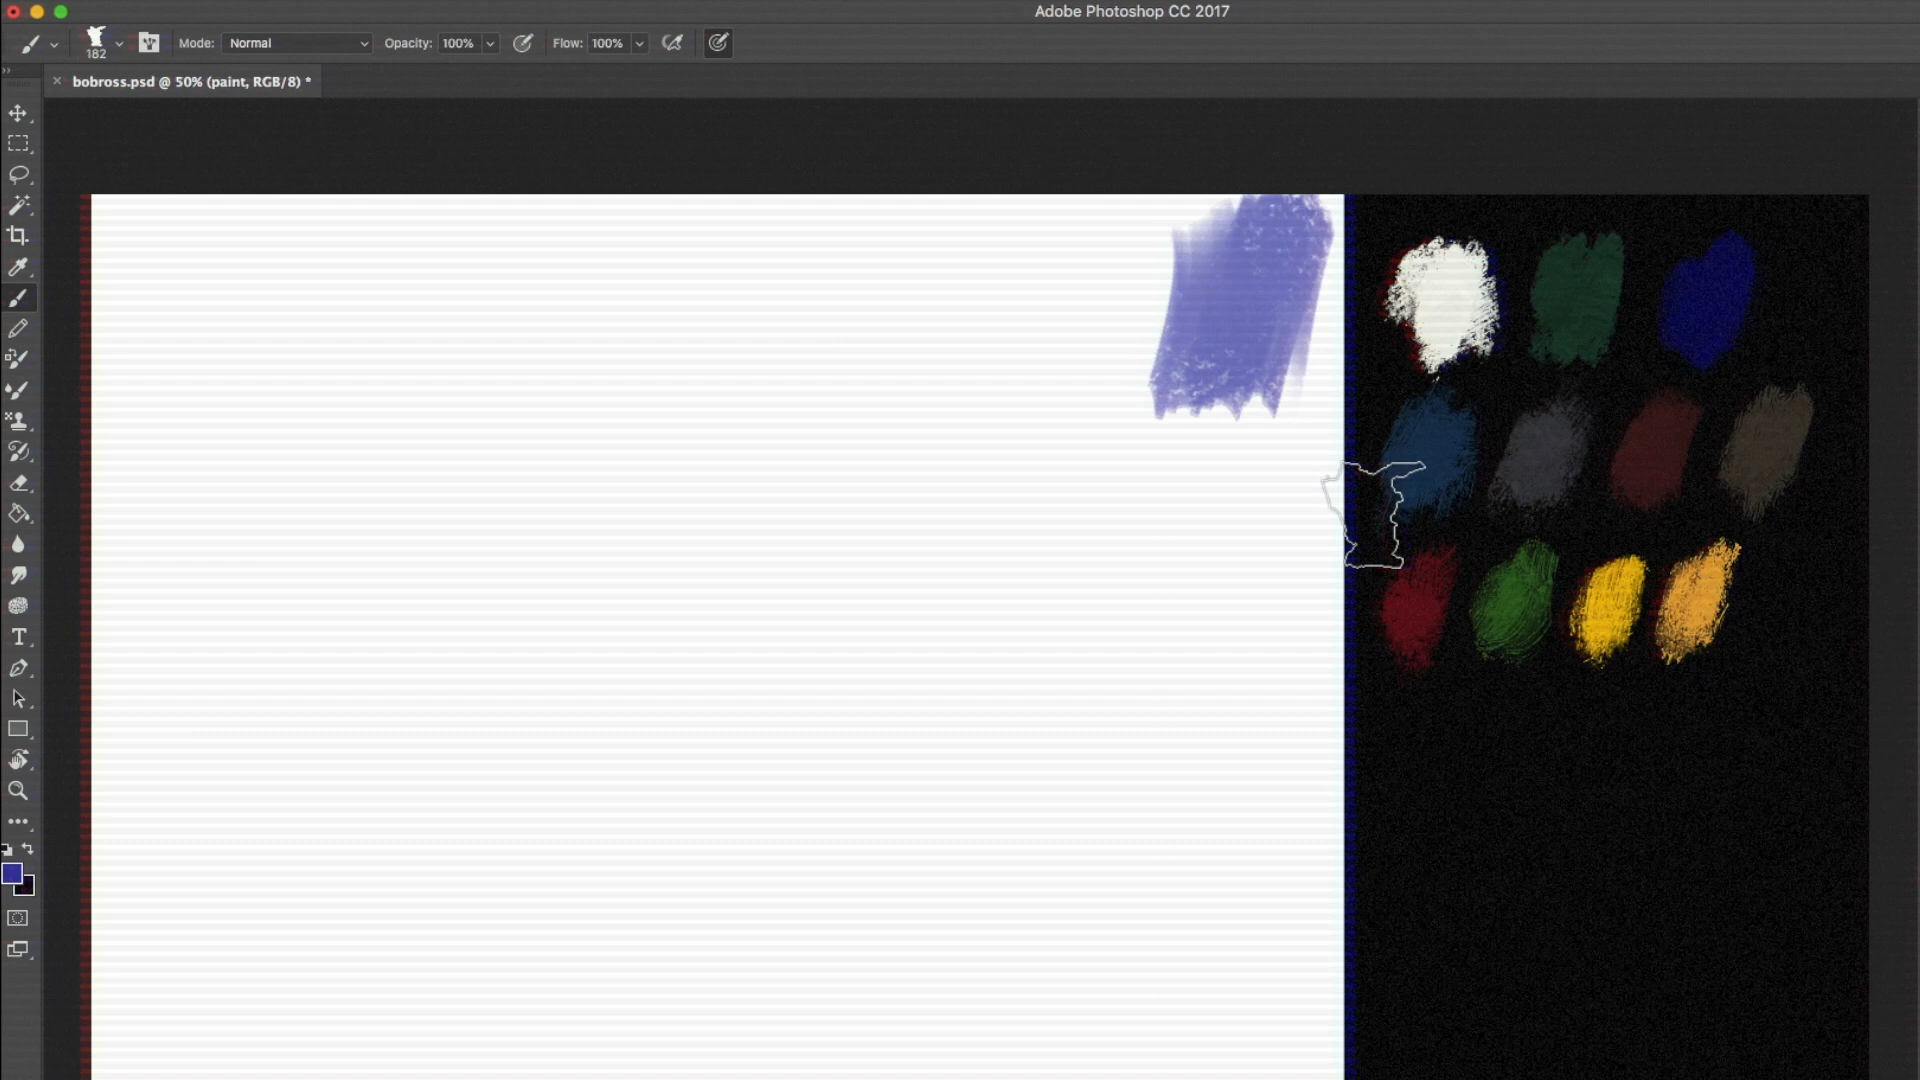 Adobe Photoshop CC 2017
182
Mode: Normal
Opacity: 100%
Flow: 100%
bobross.psd @ 50% (paint, RGB/8) *